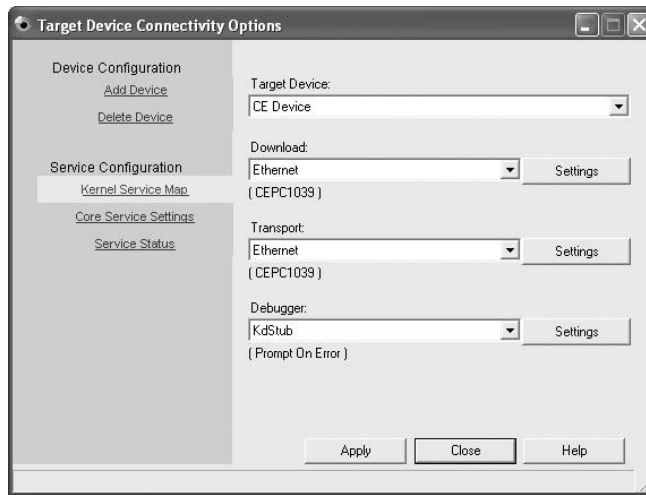 Target Device Connectivity Options
Device Configuration
Add Device
Delete Device
Service Configuration
Kernel Service Map
Core Service Settings
Service Status
Target Device:
CE Device
Download:
Ethernet
Settings
( CEPC1039 )
Transport:
Ethernet
Settings
( CEPC1039 )
Debugger:
KdStub
Settings
( Prompt On Error )
Apply
Close
Help